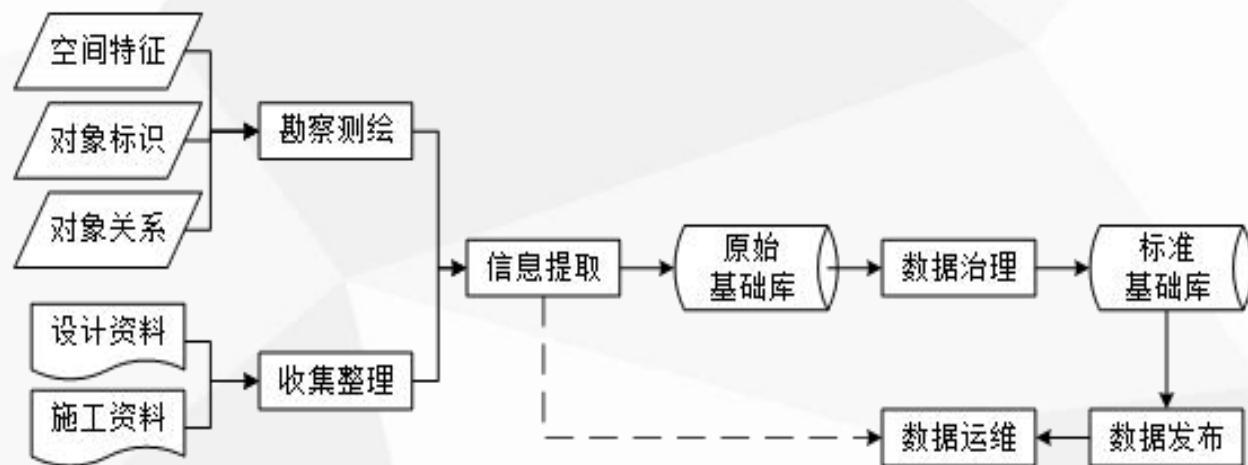 空间特征
对象标识
对象关系
勘察测绘
设计资料
施工资料
收集整理
信息提取
原始
基础库
数据治理
标准
基础库
数据运维
数据发布